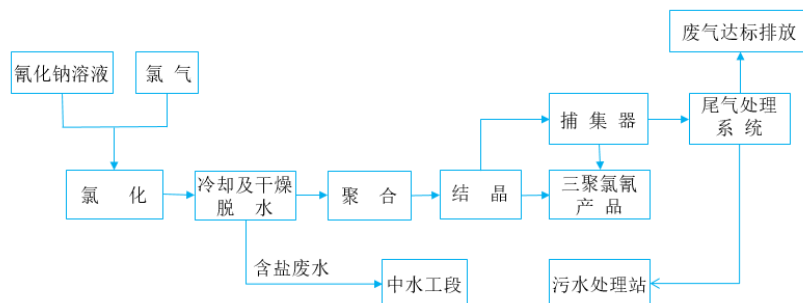 废气达标排放
氰化钠溶液
氯 气
捕 集 器
尾气处理
系统
氯 化
冷却及干燥
脱 水
聚 合
结 晶
三聚氯氰
产 品
含盐废水
中水工段
污水处理站